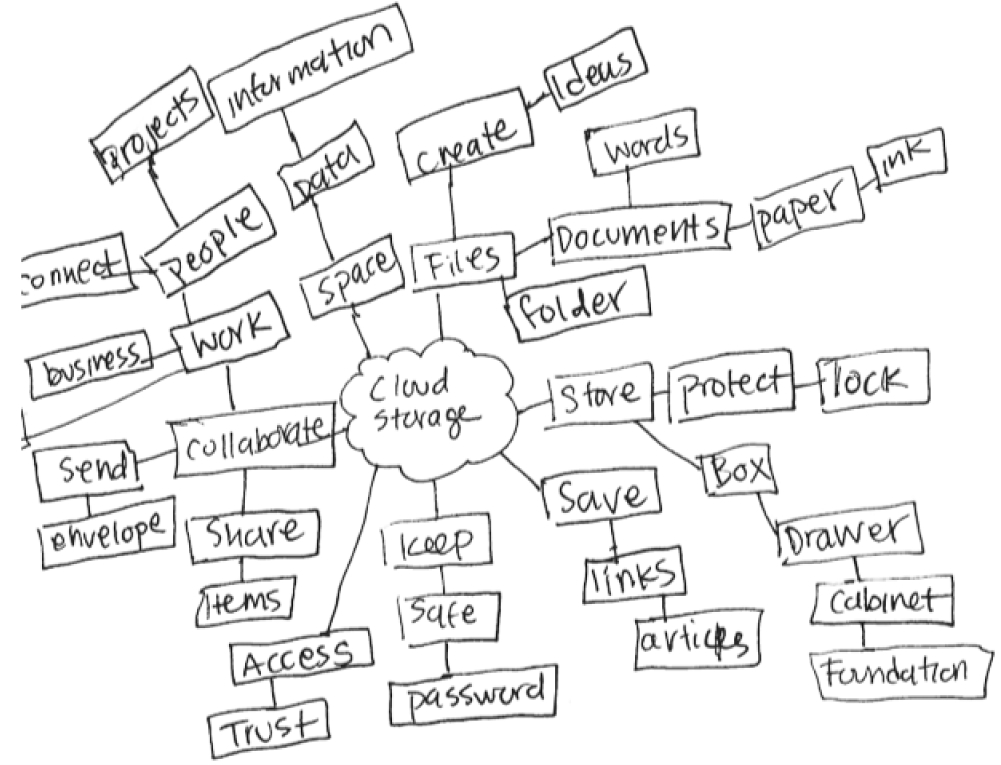 information
Ideas
Projects
create
words
Data
ink
paper
people
Documents
Files
connect
space
folder
work
business
Cloud
storage
Store
Protect
lock
collaborate
Send
Box
Save
envelope
Share
Keep
Drawer
links
Items
Safe
Cabinet
articles
Access
Foundation
password
Trust